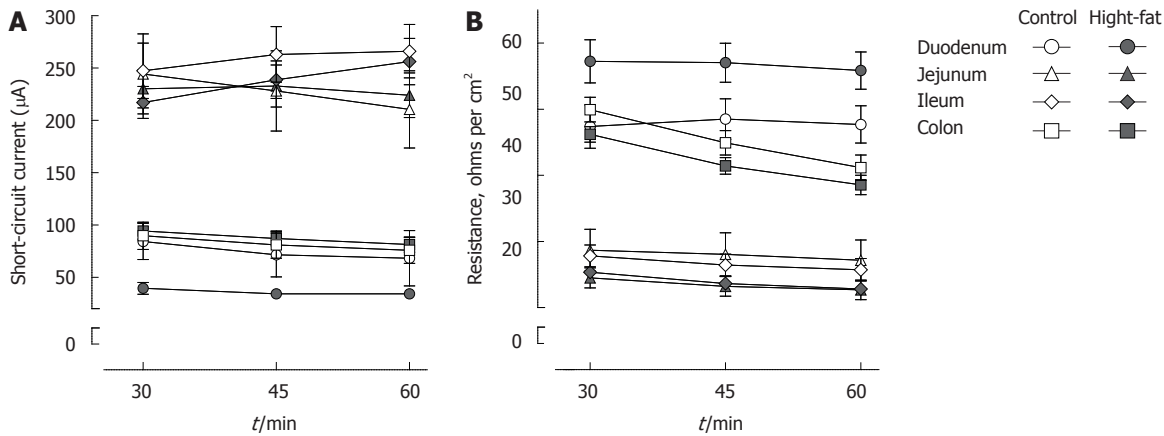 A
Short-circuit current (μA)
300
250
200
250
100
50
0
30 45 60
t/min
B
Resistance, ohms per cm²
60
50
40
30
20
0
30 45 60
t/min
Control Hight-fat
Duodenum
Jejunum
Ileum
Colon